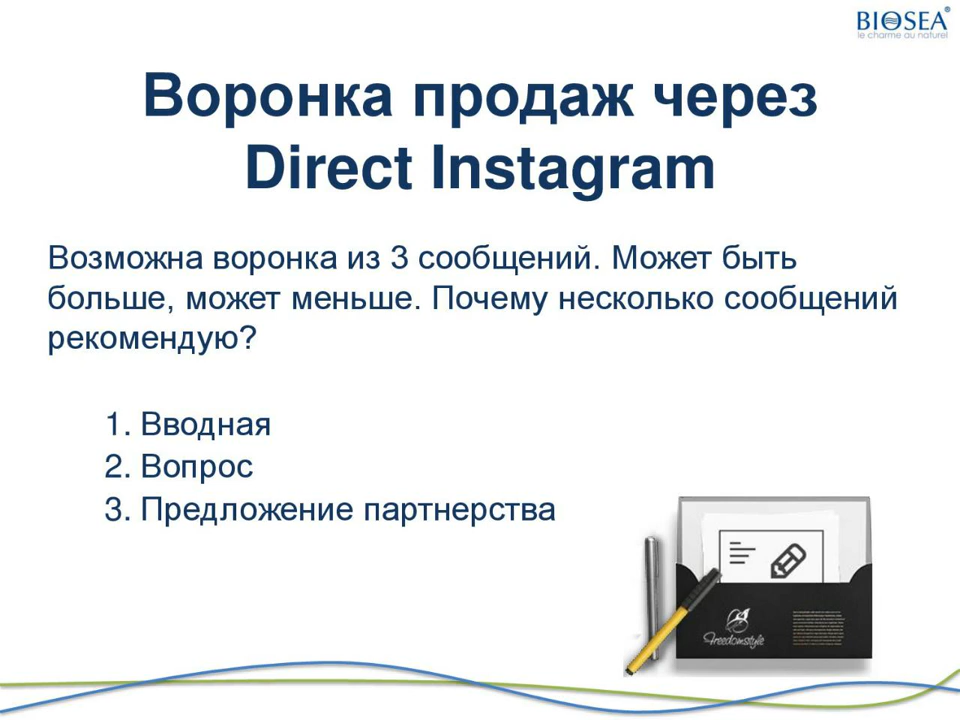 BIOSEA®
le charme au naturel
Воронка продаж через
Direct Instagram
Возможна воронка из 3 сообщений. Может быть
больше, может меньше. Почему несколько сообщений
рекомендую?
1. Вводная
2. Вопрос
3. Предложение партнерства
Freedomstyle